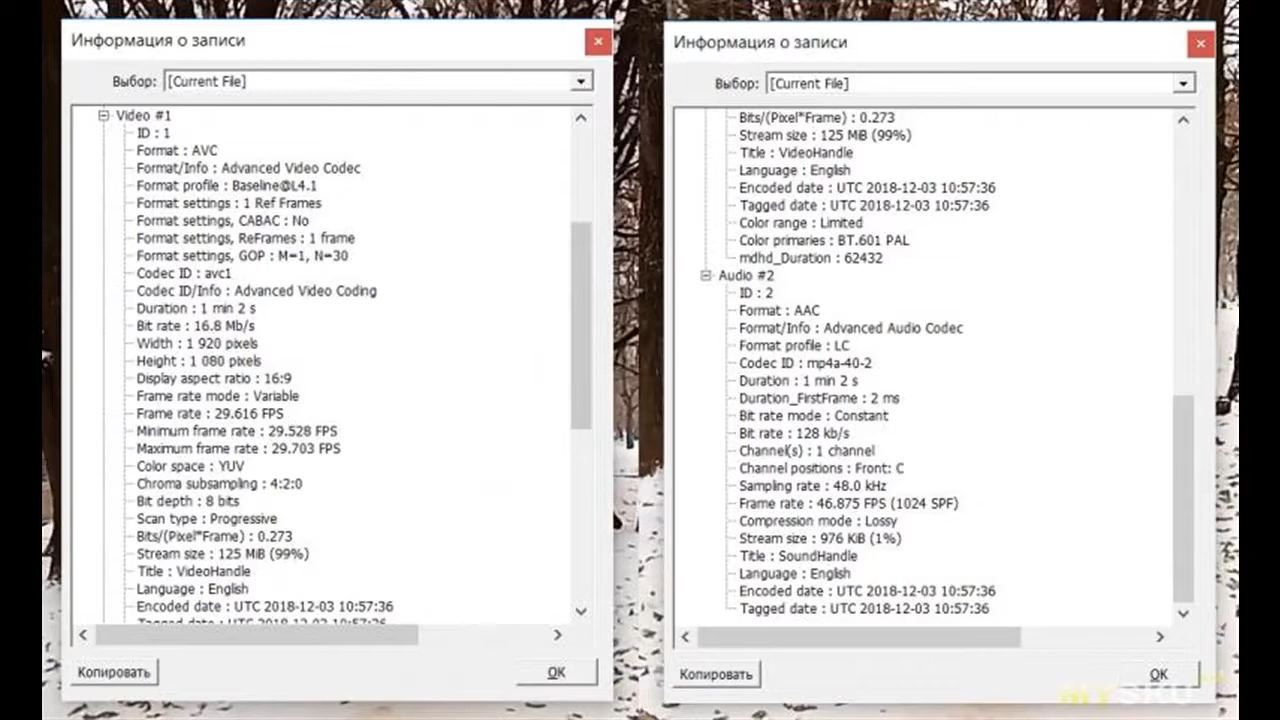 Информация о записи
Выбор: [Current File]
Video #1
ID : 1
Format : AVC
Format/Info : Advanced Video Codec
Format profile : Baseline@L4.1
Format settings : 1 Ref Frames
Format settings, CABAC : No
Format settings, ReFrames : 1 frame
Format settings, GOP : M=1, N=30
Codec ID : avc1
Codec ID/Info : Advanced Video Coding
Duration : 1 min 2 s
Bit rate : 16.8 Mb/s
Width : 1 920 pixels
Height : 1 080 pixels
Display aspect ratio : 16:9
Frame rate mode : Variable
Frame rate : 29.616 FPS
Minimum frame rate : 29.528 FPS
Maximum frame rate : 29.703 FPS
Color space : YUV
Chroma subsampling : 4:2:0
Bit depth : 8 bits
Scan type : Progressive
Bits/(Pixel*Frame) : 0.273
Stream size : 125 MiB (99%)
Title : VideoHandle
Language : English
Encoded date : UTC 2018-12-03 10:57:36
Tagged date : UTC 2018-12-03 10:57:36
Копировать
OK
Информация о записи
Выбор: [Current File]
Bits/(Pixel*Frame) : 0.273
Stream size : 125 MiB (99%)
Title : VideoHandle
Language : English
Encoded date : UTC 2018-12-03 10:57:36
Tagged date : UTC 2018-12-03 10:57:36
Color range : Limited
Color primaries : BT.601 PAL
mdhd_Duration : 62432
Audio #2
ID : 2
Format : AAC
Format/Info : Advanced Audio Codec
Format profile : LC
Codec ID : mp4a-40-2
Duration : 1 min 2 s
Duration_FirstFrame : 2 ms
Bit rate mode : Constant
Bit rate : 128 kb/s
Channel(s) : 1 channel
Channel positions : Front: C
Sampling rate : 48.0 kHz
Frame rate : 46.875 FPS (1024 SPF)
Compression mode : Lossy
Stream size : 976 KiB (1%)
Title : SoundHandle
Language : English
Encoded date : UTC 2018-12-03 10:57:36
Tagged date : UTC 2018-12-03 10:57:36
Копировать
OK